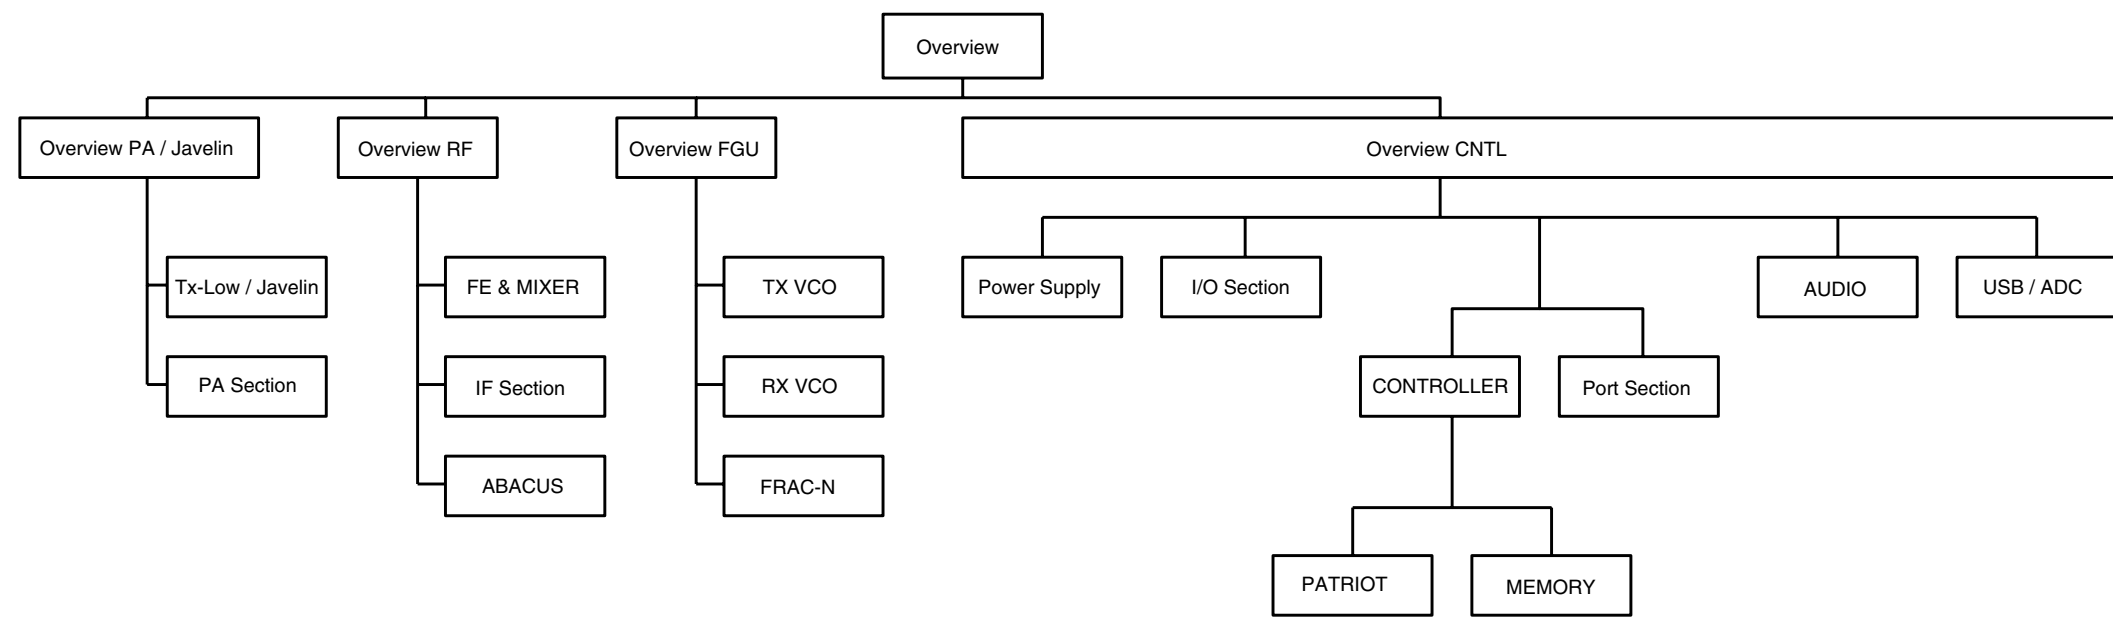 Overview
Overview PA / Javelin
Overview RF
Overview FGU
Overview CNTL
Tx-Low / Javelin
FE & MIXER
TX VCO
Power Supply
I/O Section
AUDIO
USB / ADC
PA Section
IF Section
RX VCO
CONTROLLER
Port Section
ABACUS
FRAC-N
PATRIOT
MEMORY